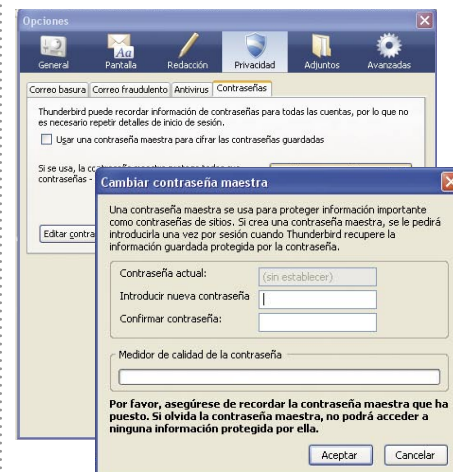 Opciones
General Pantalla Redacción Privacidad Adjuntos Avanzadas
Correo basura Correo fraudulento Antivirus Contraseñas
Thunderbird puede recordar información de contraseñas para todas las cuentas, por lo que no
es necesario repetir detalles de inicio de sesión.
Usar una contraseña maestra para cifrar las contraseñas guardadas
Si se usa, la
contraseñas -
Editar contra
Cambiar contraseña maestra
Una contraseña maestra se usa para proteger información importante
como contraseñas de sitios. Si crea una contraseña maestra, se le pedirá
introducirla una vez por sesión cuando Thunderbird recupere la
información guardada protegida por la contraseña.
Contraseña actual: (sin establecer)
Introducir nueva contraseña
Confirmar contraseña:
Medidor de calidad de la contraseña
Por favor, asegúrese de recordar la contraseña maestra que ha
puesto. Si olvida la contraseña maestra, no podrá acceder a
ninguna información protegida por ella.
Aceptar Cancelar